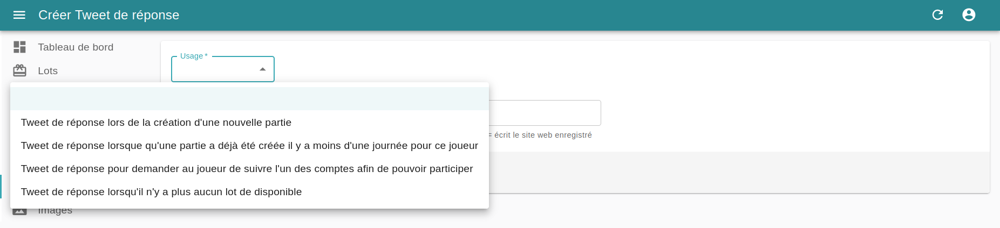 Créer Tweet de réponse
Tableau de bord
Lots
Usage *
Tweet de réponse lors de la création d'une nouvelle partie
Tweet de réponse lorsque qu'une partie a déjà été créée il y a moins d'une journée pour ce joueur
Tweet de réponse pour demander au joueur de suivre l'un des comptes afin de pouvoir participer
Tweet de réponse lorsqu'il n'y a plus aucun lot de disponible
= écrit le site web enregistré
Images